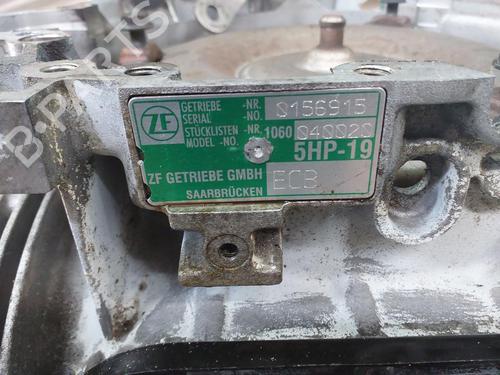 ZF
GETRIEBE -NR. 0156915
SERIAL -NO.
STÜCKLISTEN -NR. 1060 040020
MODEL -NO.
5HP-19
ZF GETRIEBE GMBH ECB
SAARBRÜCKEN
B-PARTS